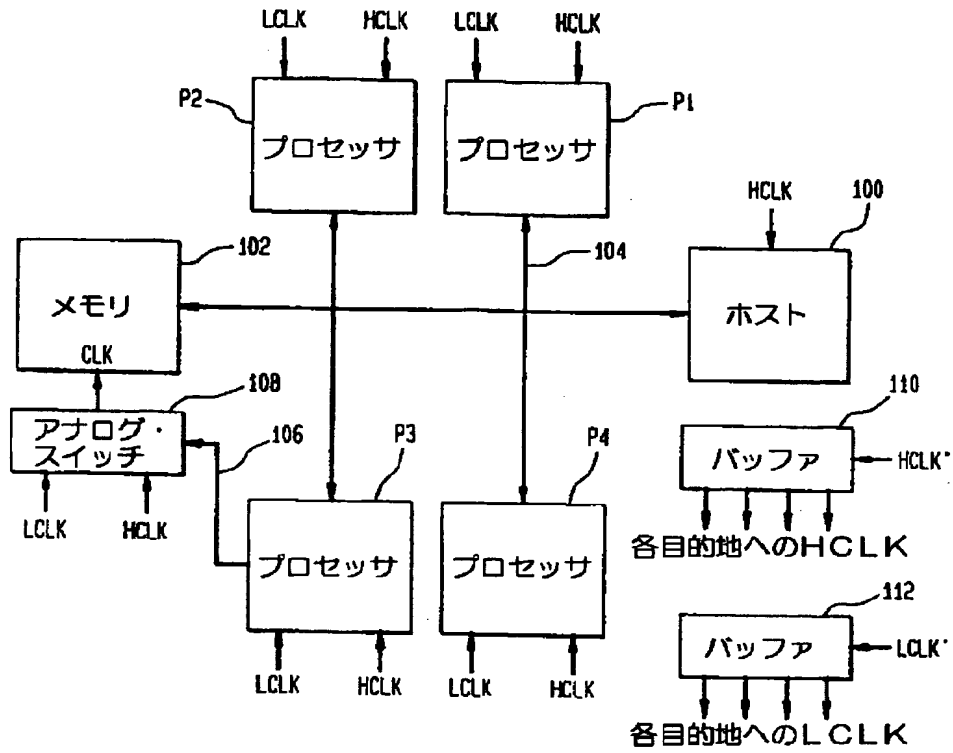 LCLK HCLK LCLK HCLK
P2 プロセッサ プロセッサ P1
HCLK 100
102
メモリ
CLK
104
ホスト
108
アナログ・
スイッチ
106
LCLK HCLK
P3
プロセッサ
LCLK HCLK
P4
プロセッサ
LCLK HCLK
110
バッファ
HCLK'
各目的地へのHCLK
112
バッファ
LCLK'
各目的地へのLCLK